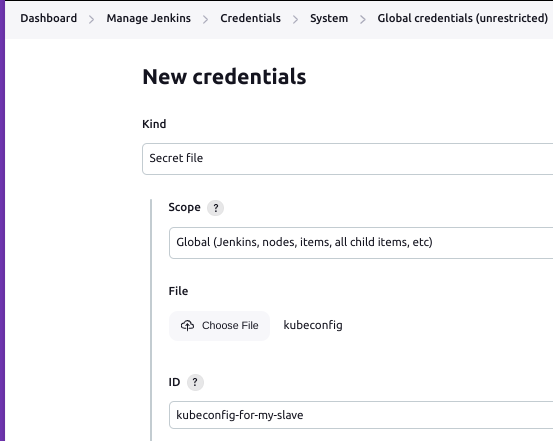 Dashboard > Manage Jenkins > Credentials > System > Global credentials (unrestricted)
New credentials
Kind
Secret file
Scope ?
Global (Jenkins, nodes, items, all child items, etc)
File
Choose File kubeconfig
ID ?
kubeconfig-for-my-slave